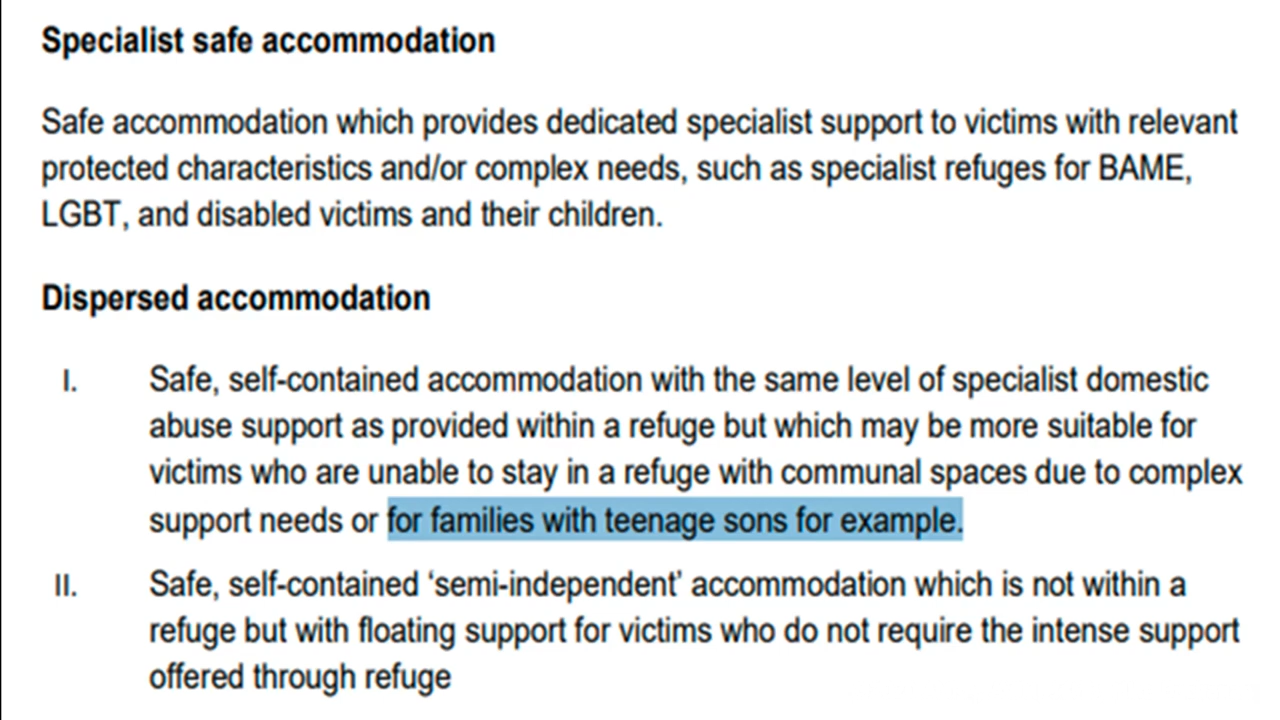 Specialist safe accommodation
Safe accommodation which provides dedicated specialist support to victims with relevant
protected characteristics and/or complex needs, such as specialist refuges for BAME,
LGBT, and disabled victims and their children.
Dispersed accommodation
I. Safe, self-contained accommodation with the same level of specialist domestic
abuse support as provided within a refuge but which may be more suitable for
victims who are unable to stay in a refuge with communal spaces due to complex
support needs or for families with teenage sons for example.
II. Safe, self-contained ‘semi-independent’ accommodation which is not within a
refuge but with floating support for victims who do not require the intense support
offered through refuge